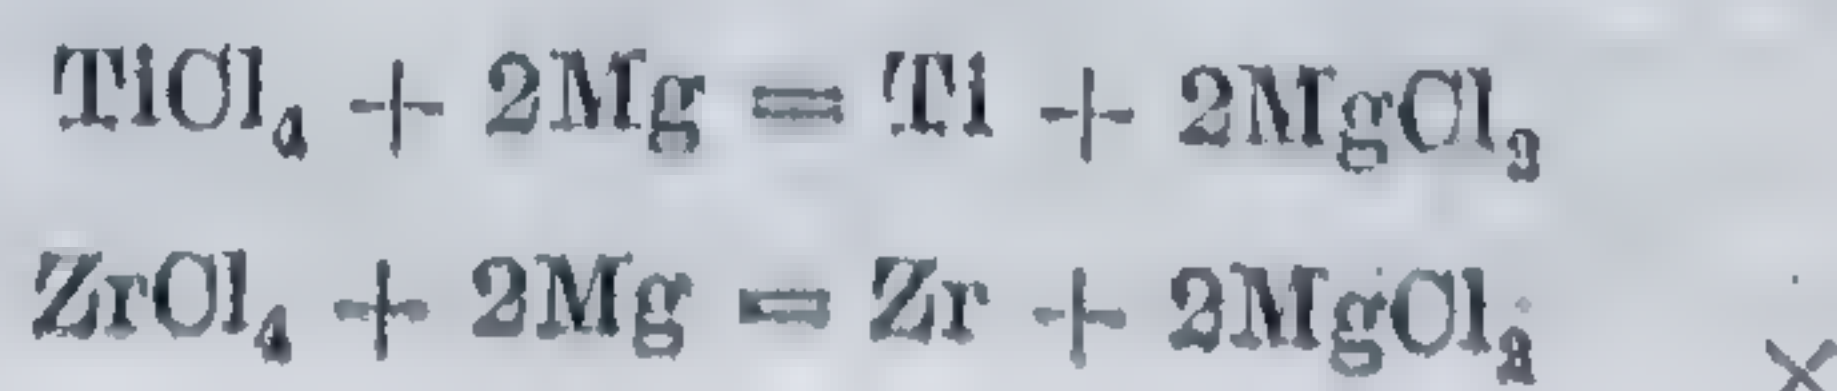 TiCl₄ + 2Mg = Ti + 2MgCl₂
ZrCl₄ + 2Mg = Zr + 2MgCl₂